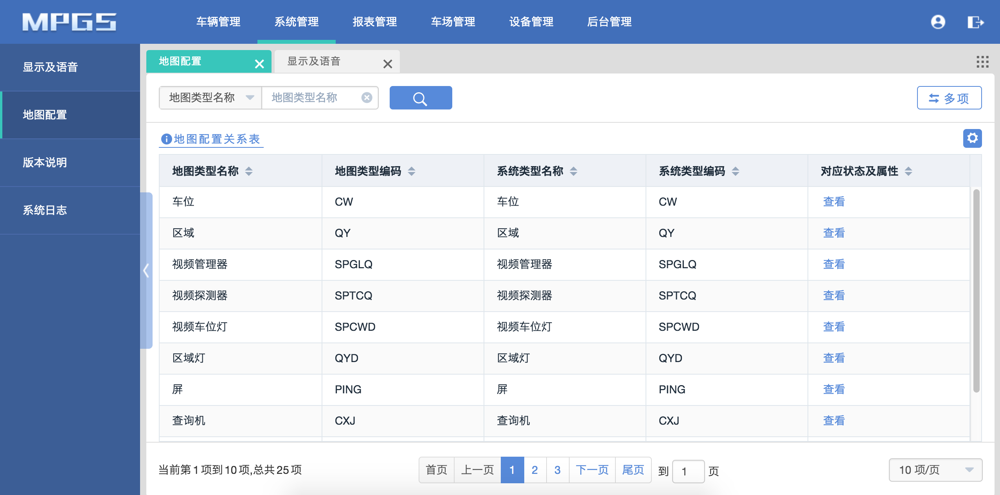 MPGS
车辆管理 系统管理 报表管理 车场管理 设备管理 后台管理
显示及语音
地图配置
版本说明
系统日志
地图配置 显示及语音
地图类型名称 地图类型名称 多项
地图配置关系表
地图类型名称 地图类型编码 系统类型名称 系统类型编码 对应状态及属性
车位 CW 车位 CW 查看
区域 QY 区域 QY 查看
视频管理器 SPGLQ 视频管理器 SPGLQ 查看
视频探测器 SPTCQ 视频探测器 SPTCQ 查看
视频车位灯 SPCWD 视频车位灯 SPCWD 查看
区域灯 QYD 区域灯 QYD 查看
屏 PING 屏 PING 查看
查询机 CXJ 查询机 CXJ 查看
当前第1项到10项,总共25项 首页 上一页 1 2 3 下一页 尾页 到 1 页 10 项/页